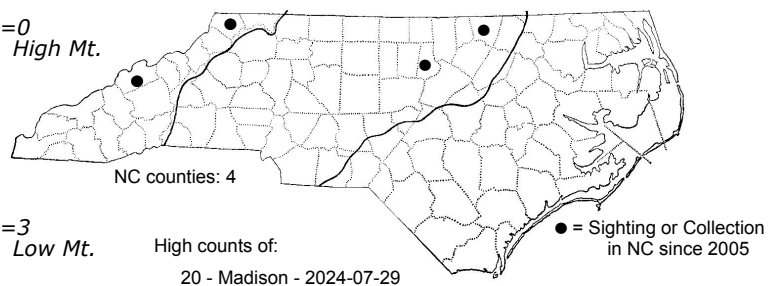 =0
High Mt.
NC counties: 4
=3
Low Mt.
High counts of:
● = Sighting or Collection
in NC since 2005
20 - Madison - 2024-07-29